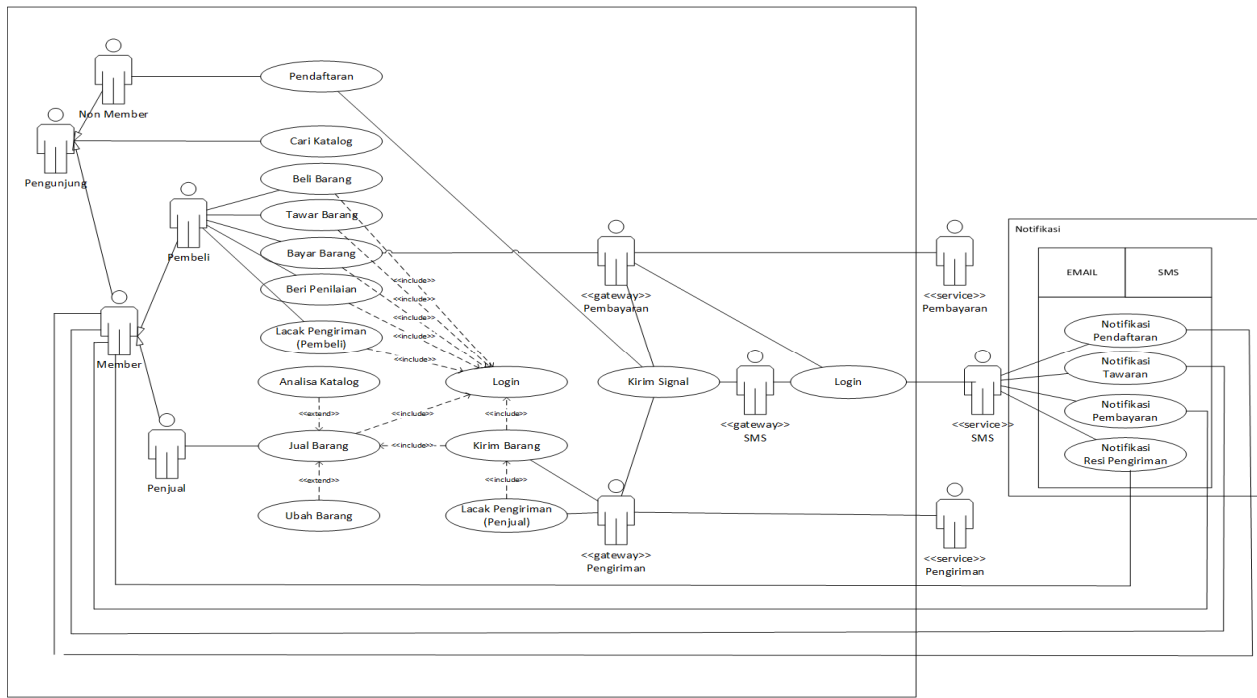 Non Member
Pendaftaran
Pengunjung
Cari Katalog
Beli Barang
Pembeli
Tawar Barang
Bayar Barang
Beri Penilaian
Lacak Pengiriman
(Pembeli)
<<include>>
<<include>>
<<include>>
<<include>>
<<include>>
Member
Analisa Katalog
Login
<<extend>>
<<include>>
<<include>>
Penjual
Jual Barang
<<include>>
Kirim Barang
<<extend>>
<<include>>
Ubah Barang
Lacak Pengiriman
(Penjual)
<<gateway>>
Pembayaran
Kirim Signal
<<gateway>>
SMS
Login
<<gateway>>
Pengiriman
<<service>>
Pembayaran
<<service>>
SMS
<<service>>
Pengiriman
Notifikasi
EMAIL
SMS
Notifikasi
Pendaftaran
Notifikasi
Tawaran
Notifikasi
Pembayaran
Notifikasi
Resi Pengiriman